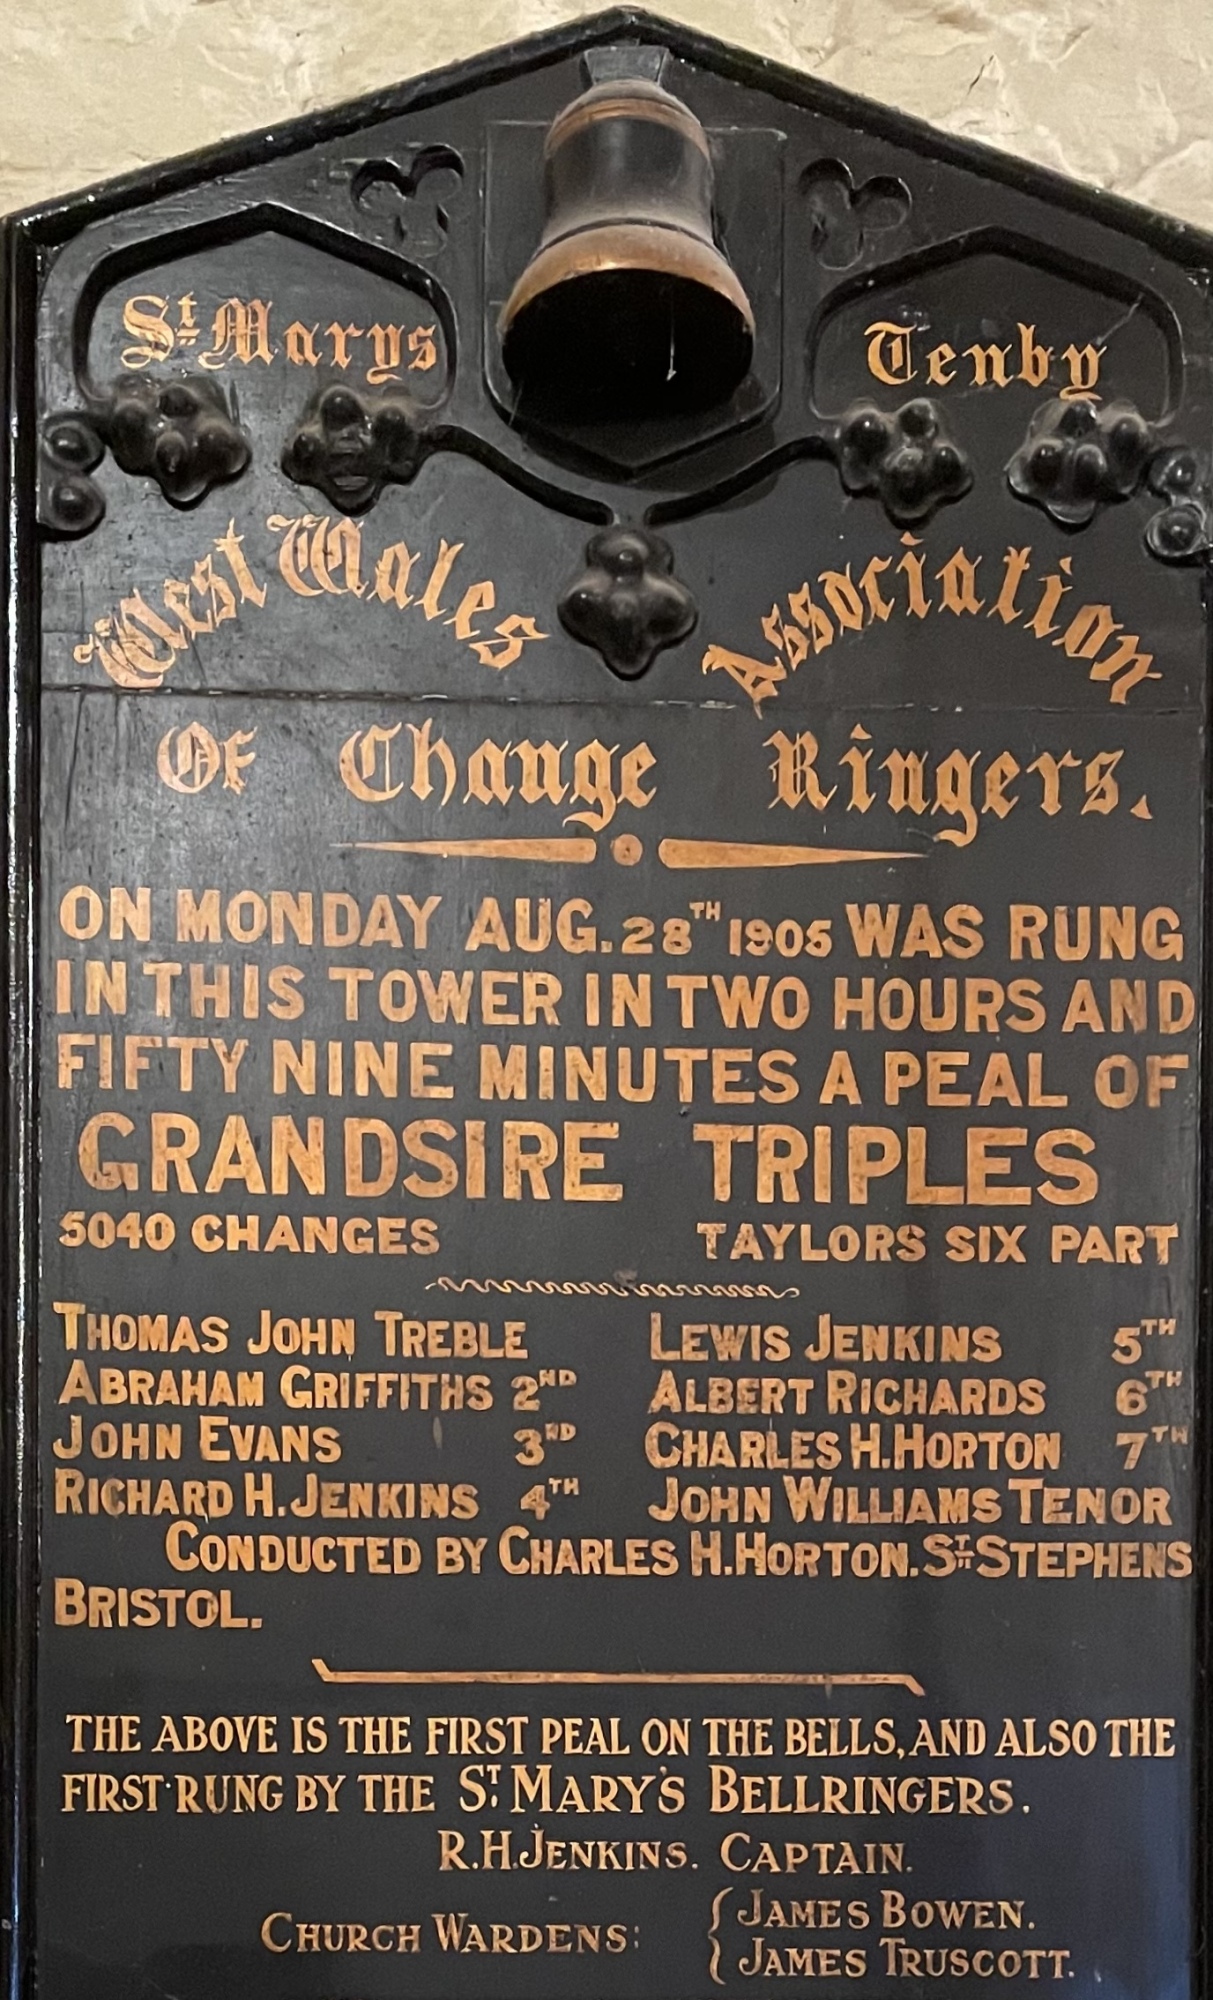 St Marys
Tenby
West Wales Association
Of Change Ringers.
ON MONDAY AUG. 28TH 1905 WAS RUNG
IN THIS TOWER IN TWO HOURS AND
FIFTY NINE MINUTES A PEAL OF
GRANDSIRE TRIPLES
5040 CHANGES TAYLORS SIX PART
THOMAS JOHN TREBLE LEWIS JENKINS 5TH
ABRAHAM GRIFFITHS 2ND ALBERT RICHARDS 6TH
JOHN EVANS 3RD CHARLES H. HORTON 7TH
RICHARD H. JENKINS 4TH JOHN WILLIAMS TENOR
CONDUCTED BY CHARLES H. HORTON. ST STEPHENS
BRISTOL.
THE ABOVE IS THE FIRST PEAL ON THE BELLS, AND ALSO THE
FIRST RUNG BY THE ST MARY'S BELLRINGERS.
R.H. JENKINS. CAPTAIN.
CHURCH WARDENS: { JAMES BOWEN.
JAMES TRUSCOTT.